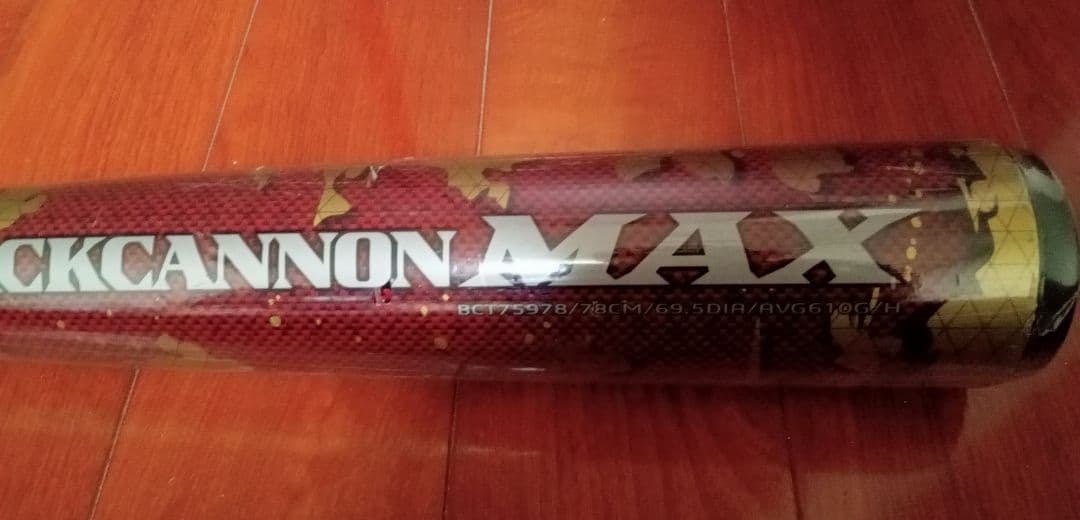 CKCANNON MAX
BCT75978/78CM/69.5DIA/AVG610G/H